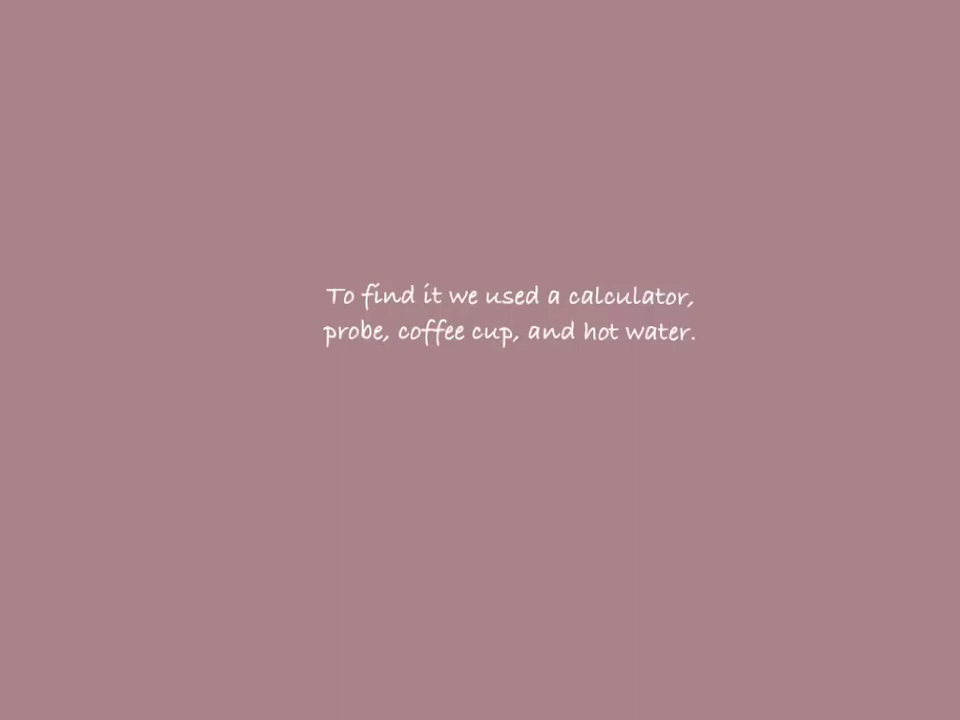 To find it we used a calculator,
probe, coffee cup, and hot water.